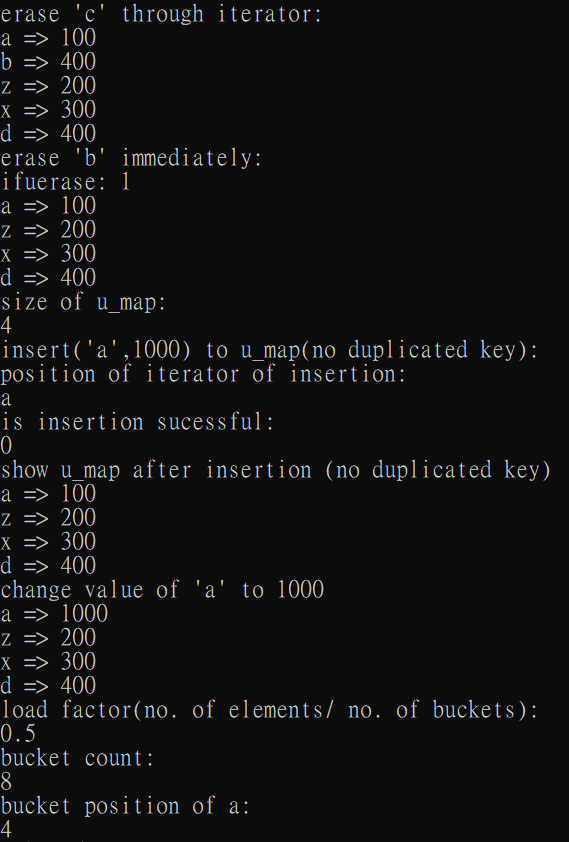 erase 'c' through iterator:
a => 100
b => 400
z => 200
x => 300
d => 400
erase 'b' immediately:
ifuerase: 1
a => 100
z => 200
x => 300
d => 400
size of u_map:
4
insert('a',1000) to u_map(no duplicated key):
position of iterator of insertion:
a
is insertion sucessful:
0
show u_map after insertion (no duplicated key)
a => 100
z => 200
x => 300
d => 400
change value of 'a' to 1000
a => 1000
z => 200
x => 300
d => 400
load factor(no. of elements/ no. of buckets):
0.5
bucket count:
8
bucket position of a:
4